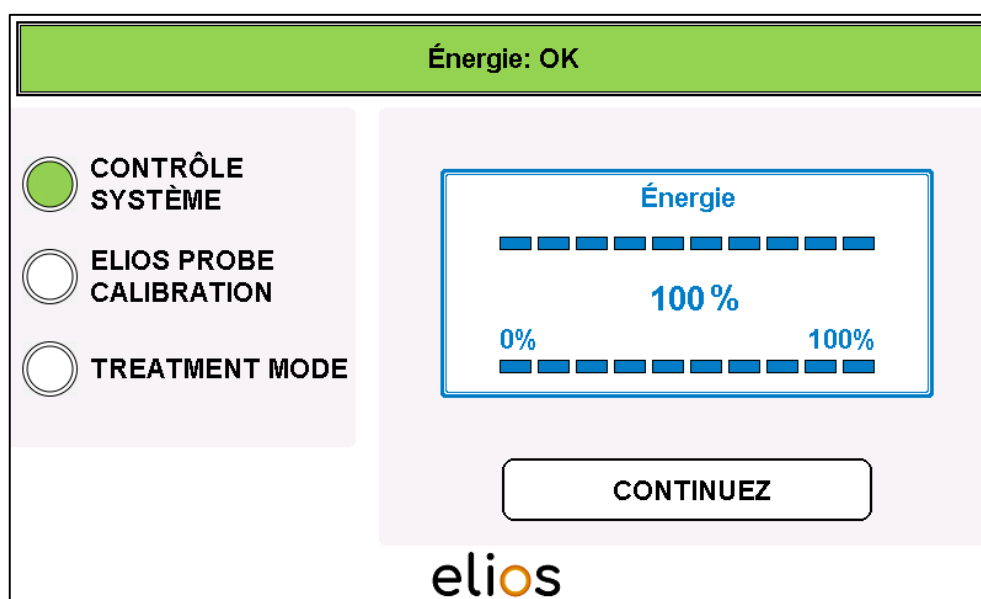 Énergie: OK
CONTRÔLE
SYSTÈME
ELIOS PROBE
CALIBRATION
TREATMENT MODE
Énergie
100 %
0% 100%
CONTINUEZ
elios